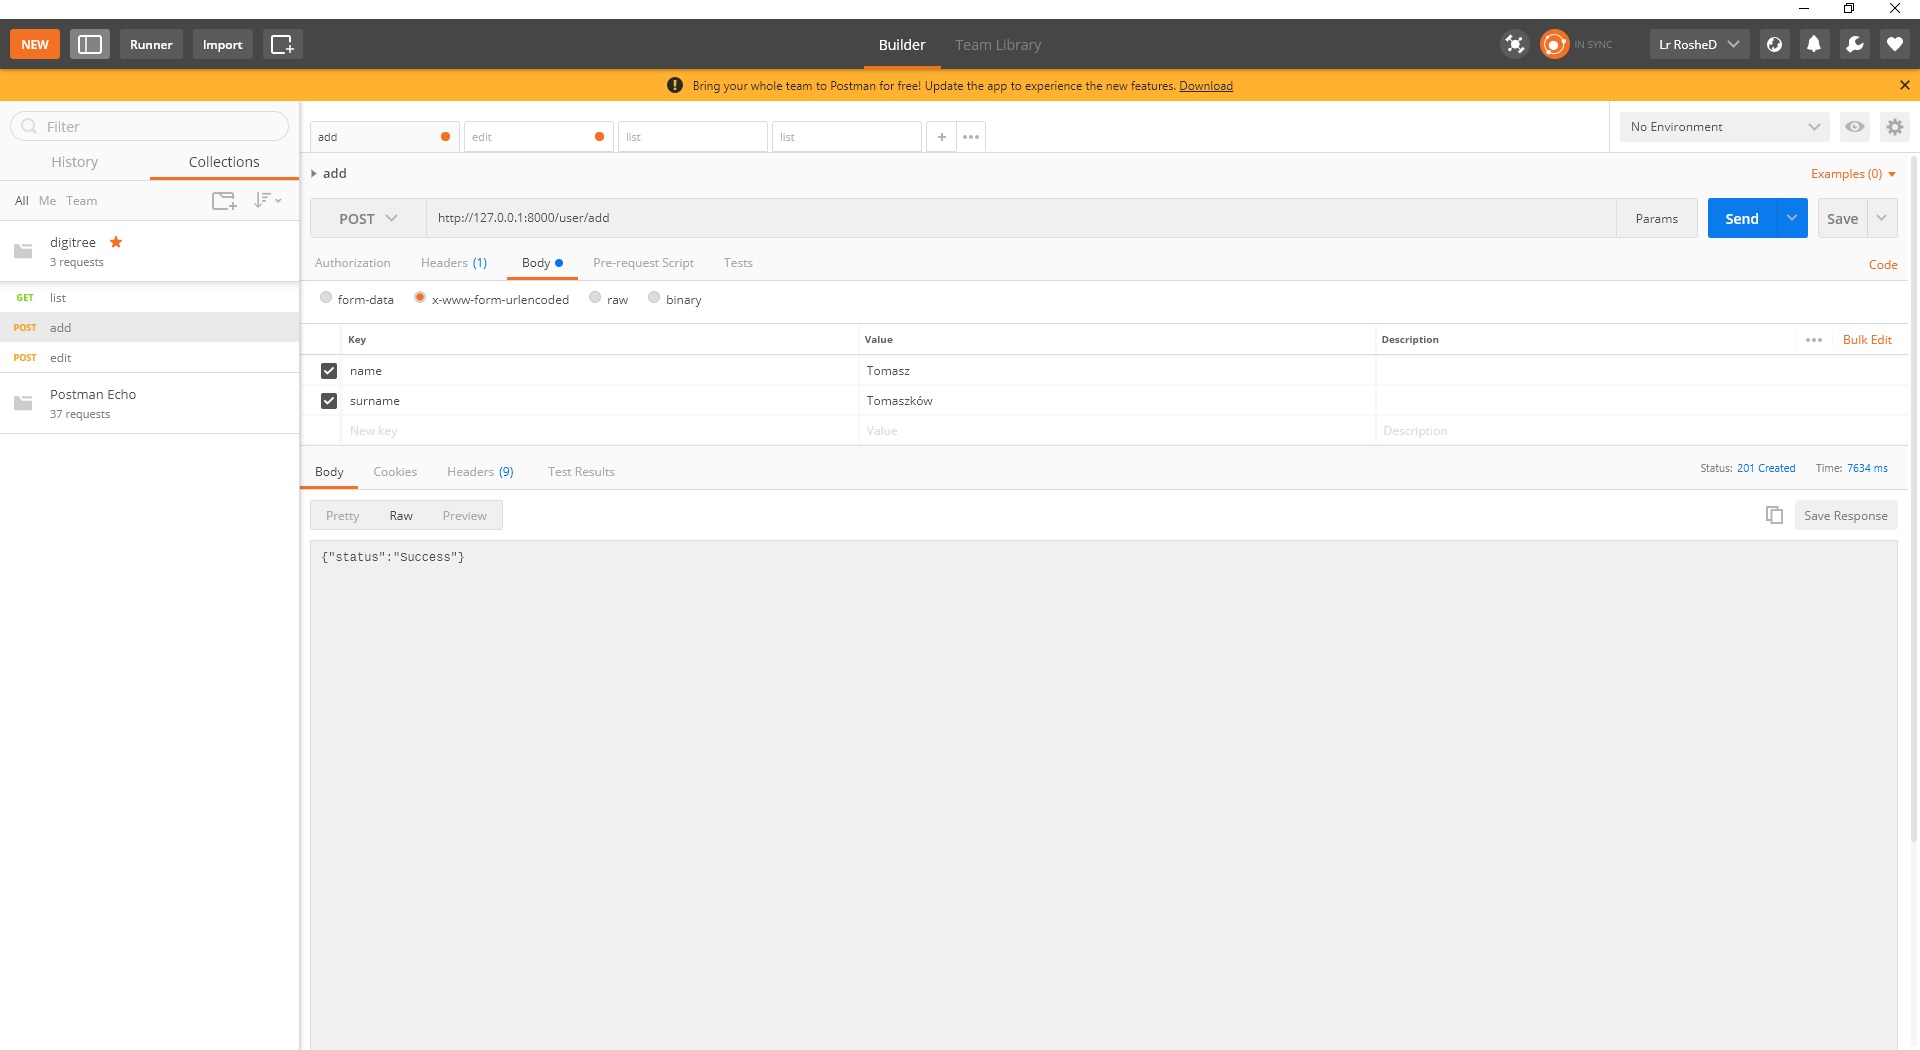 NEW Runner Import Builder Team Library IN SYNC Lr RosheD
Bring your whole team to Postman for free! Update the app to experience the new features. Download
Filter
History Collections
All Me Team
digitree
3 requests
GET list
POST add
POST edit
Postman Echo
37 requests
add edit list list + •••
No Environment
add
Examples (0)
POST http://127.0.0.1:8000/user/add Params Send Save
Authorization Headers (1) Body Pre-request Script Tests Code
form-data x-www-form-urlencoded raw binary
Key Value Description ••• Bulk Edit
name Tomasz
surname Tomaszków
New key Value Description
Body Cookies Headers (9) Test Results Status: 201 Created Time: 7634 ms
Pretty Raw Preview Save Response
{"status":"Success"}